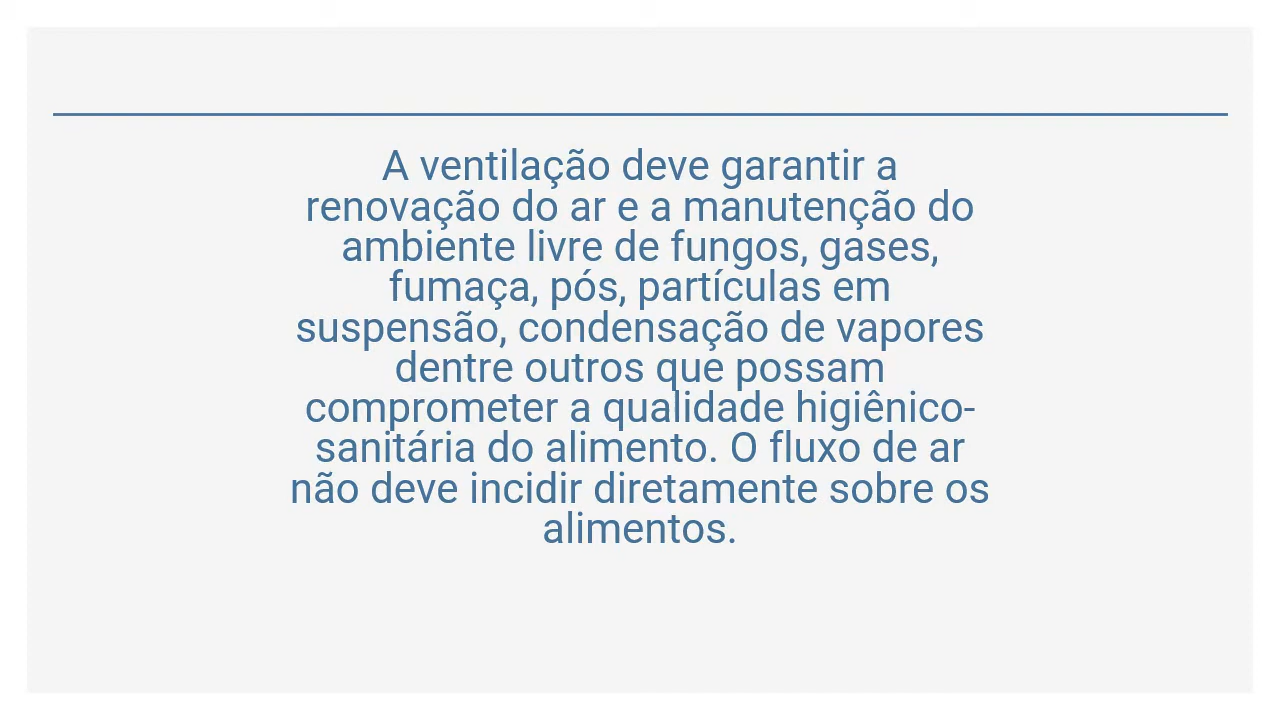 A ventilação deve garantir a
renovação do ar e a manutenção do
ambiente livre de fungos, gases,
fumaça, pós, partículas em
suspensão, condensação de vapores
dentre outros que possam
comprometer a qualidade higiênico-
sanitária do alimento. O fluxo de ar
não deve incidir diretamente sobre os
alimentos.